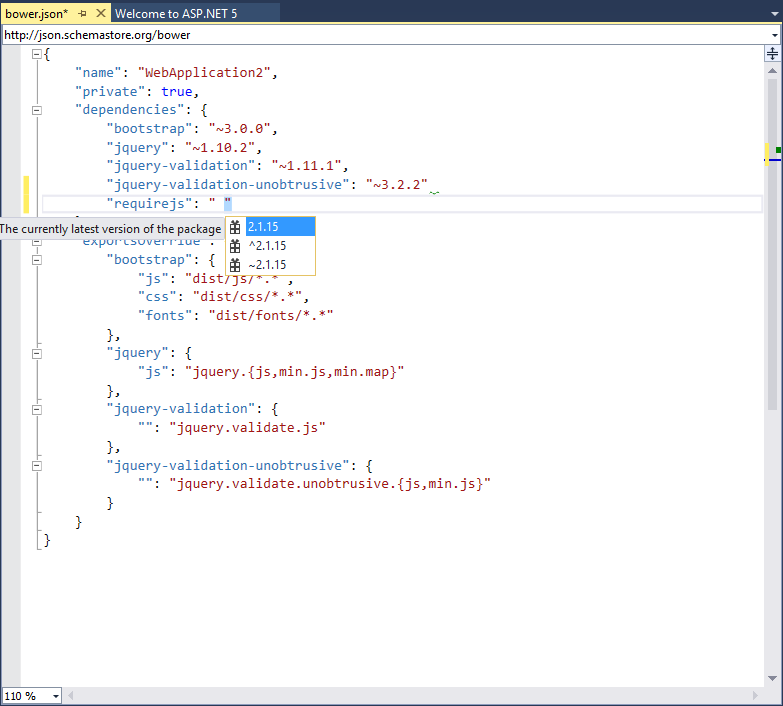 bower.json* Welcome to ASP.NET 5
http://json.schemastore.org/bower
{
"name": "WebApplication2",
"private": true,
"dependencies": {
"bootstrap": "~3.0.0",
"jquery": "~1.10.2",
"jquery-validation": "~1.11.1",
"jquery-validation-unobtrusive": "~3.2.2"
"requirejs": " "
The currently latest version of the package
2.1.15
^2.1.15
~2.1.15
"exportsOverride":
"bootstrap": {
"js": "dist/js/*.*",
"css": "dist/css/*.*",
"fonts": "dist/fonts/*.*"
},
"jquery": {
"js": "jquery.{js,min.js,min.map}"
},
"jquery-validation": {
"": "jquery.validate.js"
},
"jquery-validation-unobtrusive": {
"": "jquery.validate.unobtrusive.{js,min.js}"
}
}
}
110 %